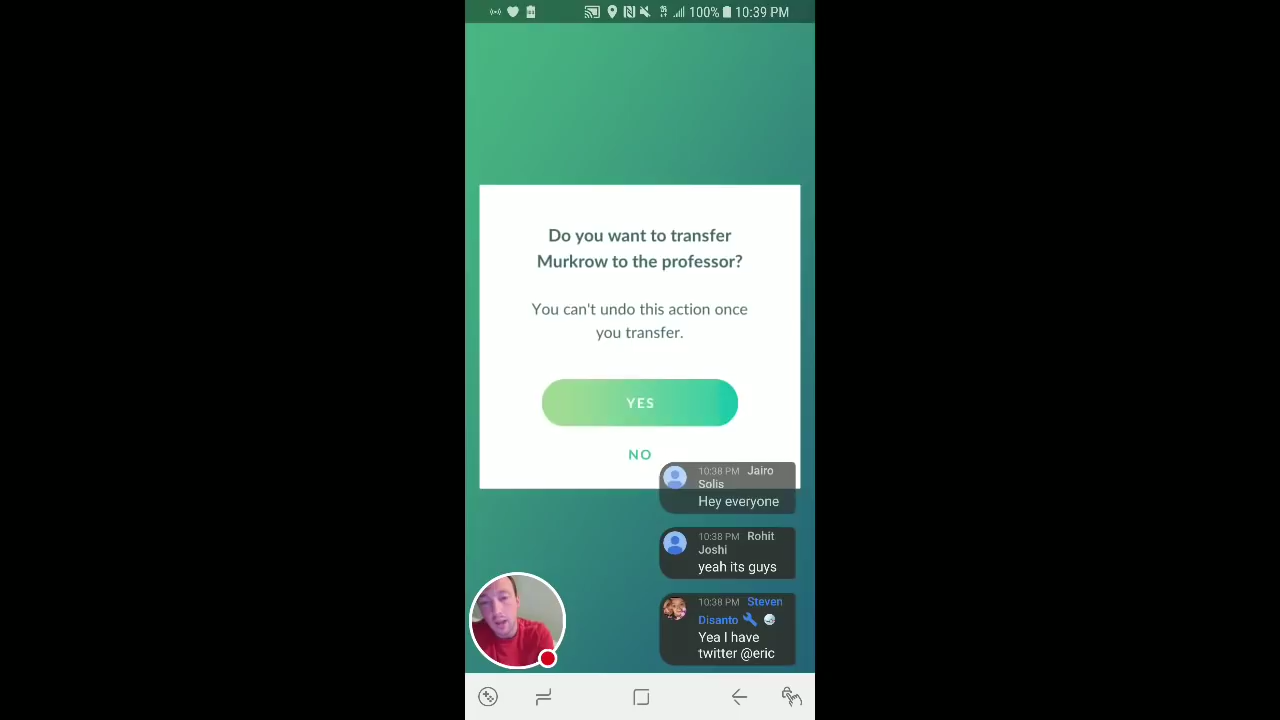 100% 10:39 PM
Do you want to transfer
Murkrow to the professor?
You can't undo this action once
you transfer.
YES
NO
10:38 PM Jairo
Solis
Hey everyone
10:38 PM Rohit
Joshi
yeah its guys
10:38 PM Steven
Disanto
Yea I have
twitter @eric